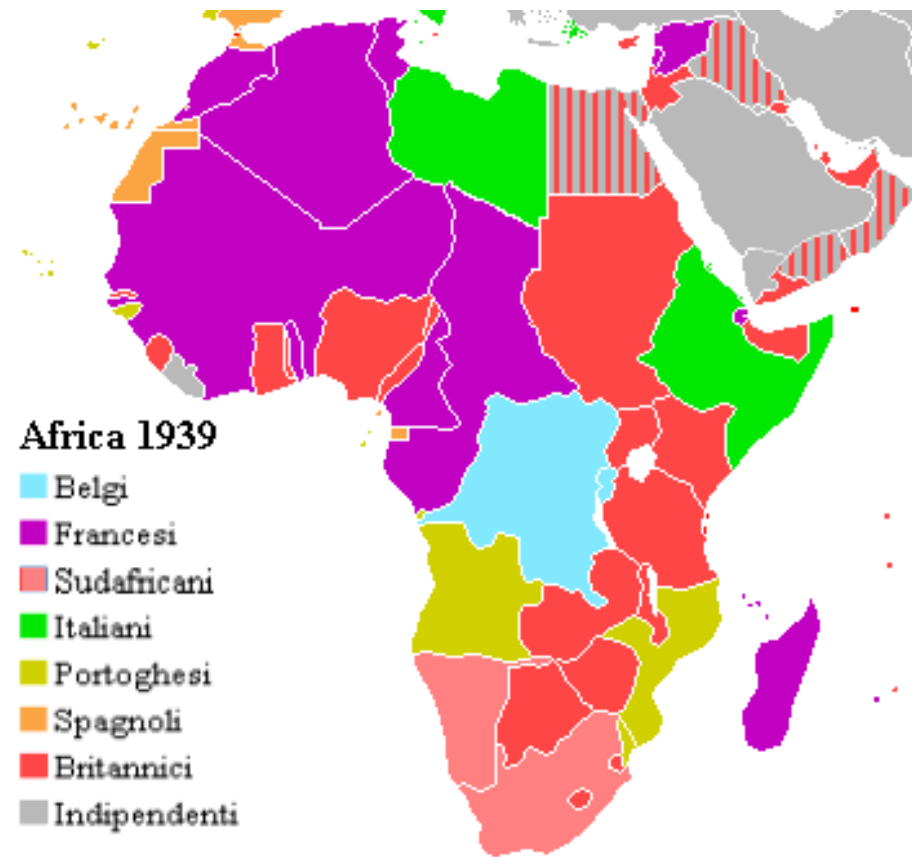 Africa 1939
Belgi
Francesi
Sudafricani
Italiani
Portoghesi
Spagnoli
Britannici
Indipendenti